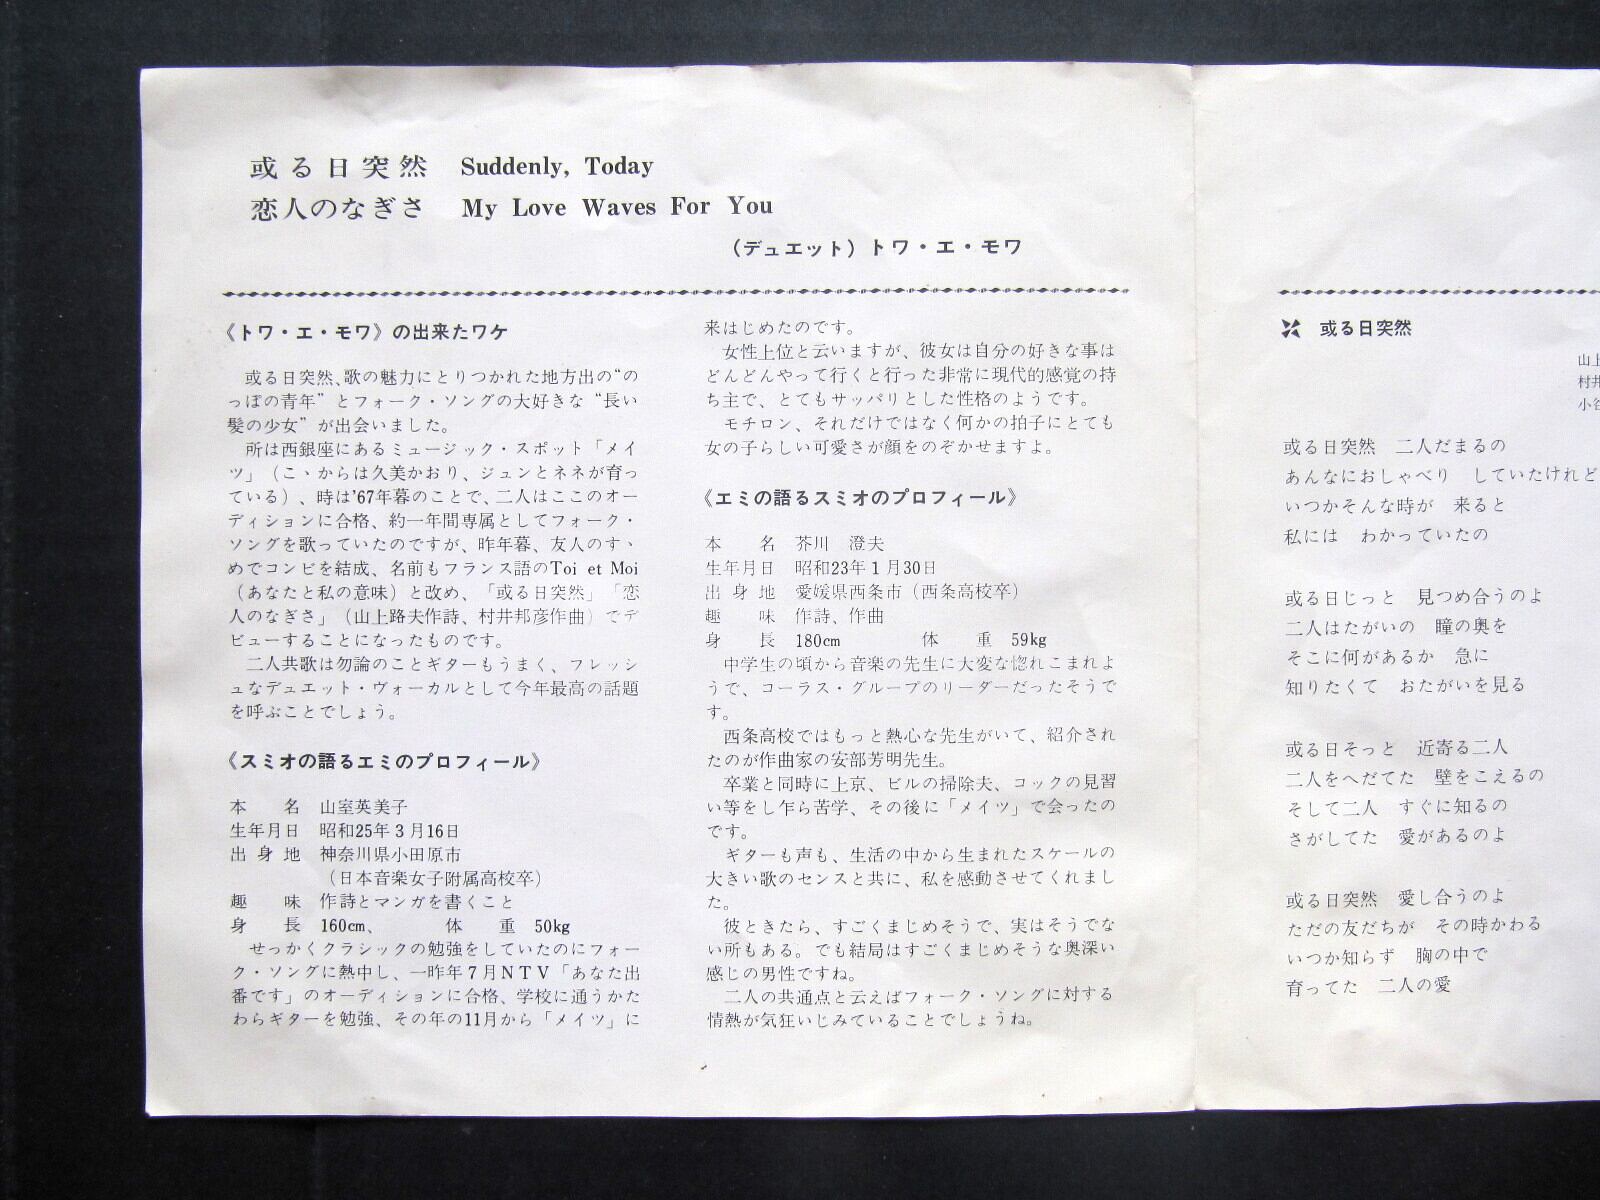 或る日突然　Suddenly, Today
恋人のなぎさ　My Love Waves For You
（デュエット）トワ・エ・モワ
《トワ・エ・モワ》の出来たワケ
或る日突然、歌の魅力にとりつかれた地方出の“の
っぽの青年”とフォーク・ソングの大好きな“長い
髪の少女”が出会いました。
所は西銀座にあるミュージック・スポット「メイ
ツ」（こゝからは久美かおり、ジュンとネネが育っ
ている）、時は'67年暮のことで、二人はここのオー
ディションに合格、約一年間専属としてフォーク・
ソングを歌っていたのですが、昨年暮、友人のすゝ
めでコンビを結成、名前もフランス語のToi et Moi
（あなたと私の意味）と改め、「或る日突然」「恋
人のなぎさ」（山上路夫作詩、村井邦彦作曲）でデ
ビューすることになったものです。
二人共歌は勿論のことギターもうまく、フレッシ
ュなデュエット・ヴォーカルとして今年最高の話題
を呼ぶことでしょう。
《スミオの語るエミのプロフィール》
本　　名　山室英美子
生年月日　昭和25年３月16日
出 身 地　神奈川県小田原市
（日本音楽女子附属高校卒）
趣　　味　作詩とマンガを書くこと
身　　長　160cm、　　体　　重　50kg
せっかくクラシックの勉強をしていたのにフォー
ク・ソングに熱中し、一昨年７月ＮＴＶ「あなた出
番です」のオーディションに合格、学校に通うかた
わらギターを勉強、その年の11月から「メイツ」に
来はじめたのです。
女性上位と云いますが、彼女は自分の好きな事は
どんどんやって行くと行った非常に現代的感覚の持
ち主で、とてもサッパリとした性格のようです。
モチロン、それだけではなく何かの拍子にとても
女の子らしい可愛さが顔をのぞかせますよ。
《エミの語るスミオのプロフィール》
本　　名　芥川　澄夫
生年月日　昭和23年１月30日
出 身 地　愛媛県西条市（西条高校卒）
趣　　味　作詩、作曲
身　　長　180cm　　体　　重　59kg
中学生の頃から音楽の先生に大変な惚れこまれよ
うで、コーラス・グループのリーダーだったそうで
す。
西条高校ではもっと熱心な先生がいて、紹介され
たのが作曲家の安部芳明先生。
卒業と同時に上京、ビルの掃除夫、コックの見習
い等をし乍ら苦学、その後に「メイツ」で会ったの
です。
ギターも声も、生活の中から生まれたスケールの
大きい歌のセンスと共に、私を感動させてくれまし
た。
彼ときたら、すごくまじめそうで、実はそうでな
い所もある。でも結局はすごくまじめそうな奥深い
感じの男性ですね。
二人の共通点と云えばフォーク・ソングに対する
情熱が気狂いじみていることでしょうね。
或る日突然
山上
村井
小谷
或る日突然　二人だまるの
あんなにおしゃべり　していたけれど
いつかそんな時が　来ると
私には　わかっていたの
或る日じっと　見つめ合うのよ
二人はたがいの　瞳の奥を
そこに何があるか　急に
知りたくて　おたがいを見る
或る日そっと　近寄る二人
二人をへだてた　壁をこえるの
そして二人　すぐに知るの
さがしてた　愛があるのよ
或る日突然　愛し合うのよ
ただの友だちが　その時かわる
いつか知らず　胸の中で
育ってた　二人の愛